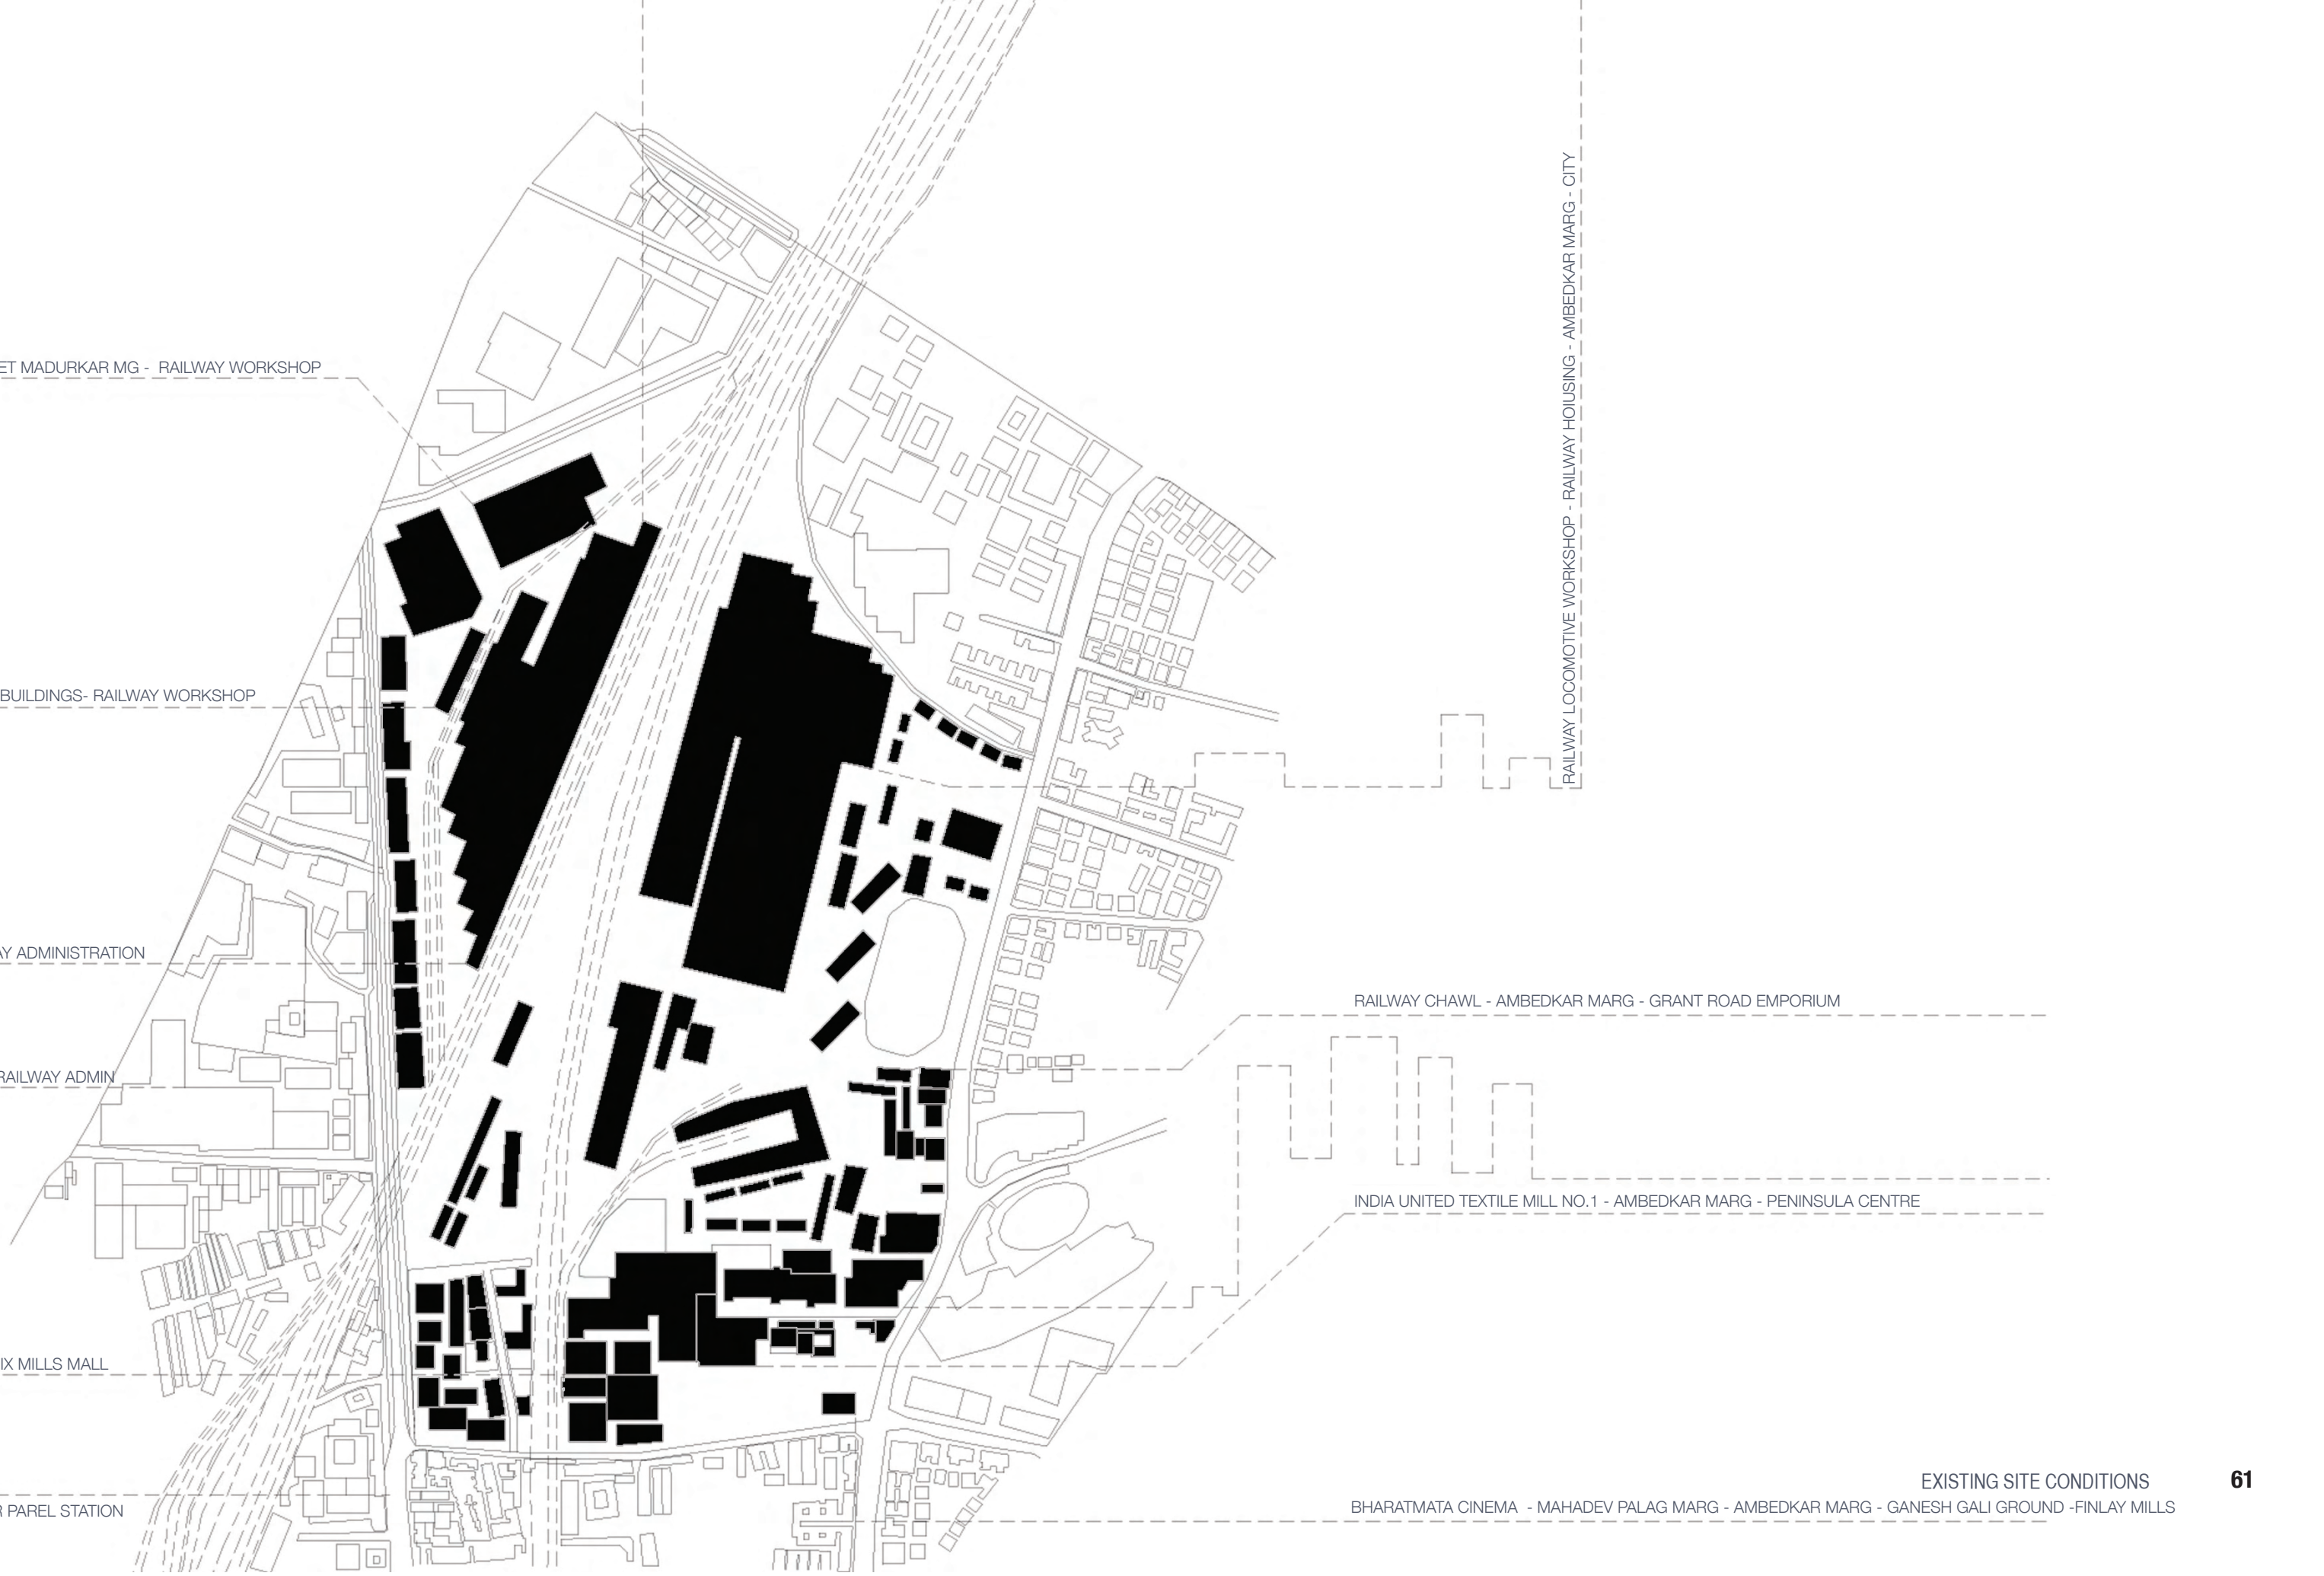 RAILWAY LOCOMOTIVE WORKSHOP - RAILWAY HOIUSING - AMBEDKAR MARG - CITY
ET MADURKAR MG - RAILWAY WORKSHOP
BUILDINGS- RAILWAY WORKSHOP
AY ADMINISTRATION
RAILWAY CHAWL - AMBEDKAR MARG - GRANT ROAD EMPORIUM
RAILWAY ADMIN
INDIA UNITED TEXTILE MILL NO.1 - AMBEDKAR MARG - PENINSULA CENTRE
IX MILLS MALL
EXISTING SITE CONDITIONS 61
R PAREL STATION
BHARATMATA CINEMA - MAHADEV PALAG MARG - AMBEDKAR MARG - GANESH GALI GROUND -FINLAY MILLS